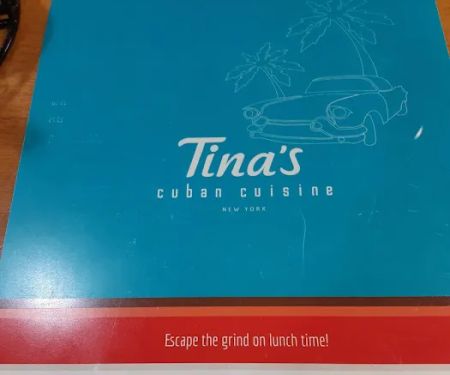 Tina's
cuban cuisine
NEW YORK
Escape the grind on lunch time!